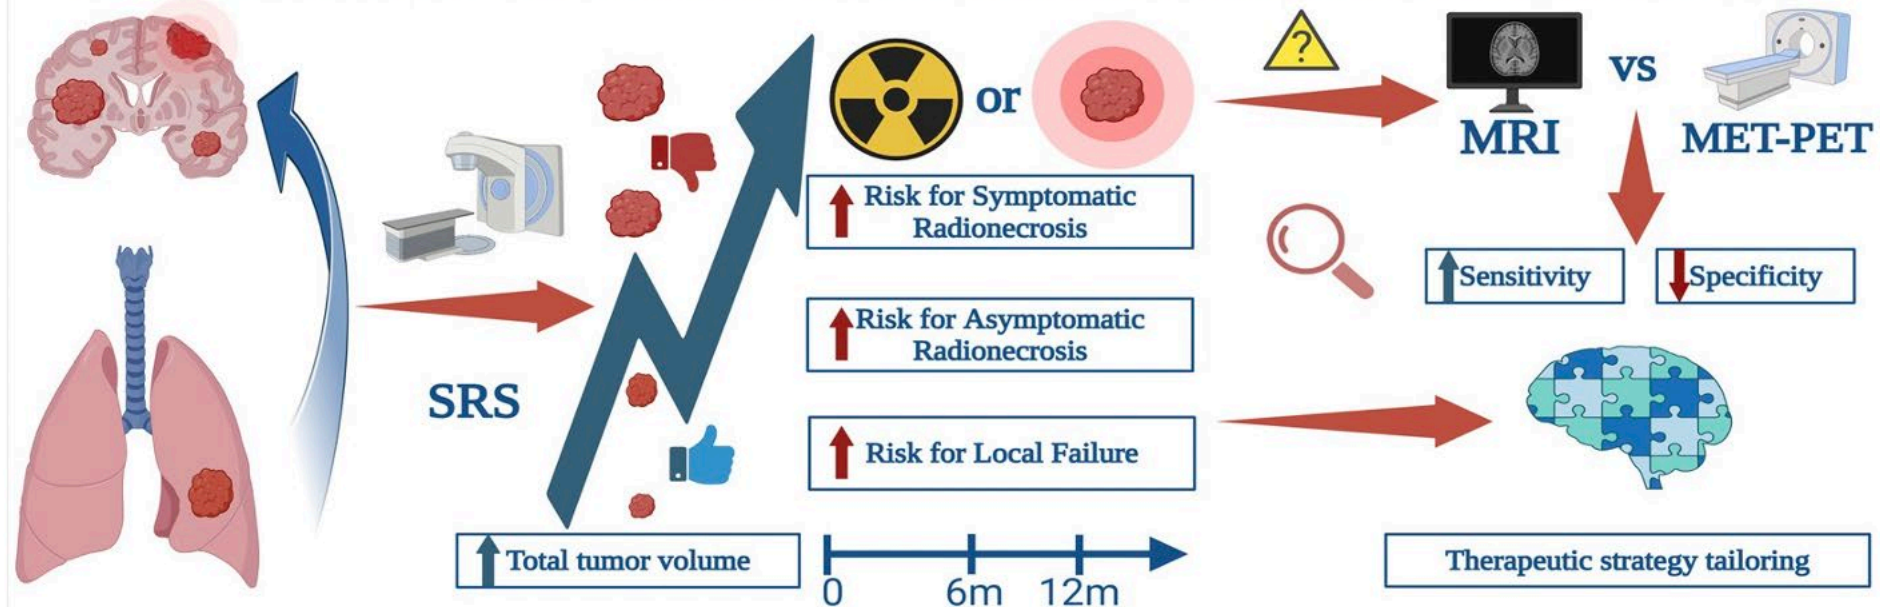 SRS
Total tumor volume
or
Risk for Symptomatic
Radionecrosis
Risk for Asymptomatic
Radionecrosis
Risk for Local Failure
0 6m 12m
?
MRI
vs
MET-PET
Sensitivity
Specificity
Therapeutic strategy tailoring